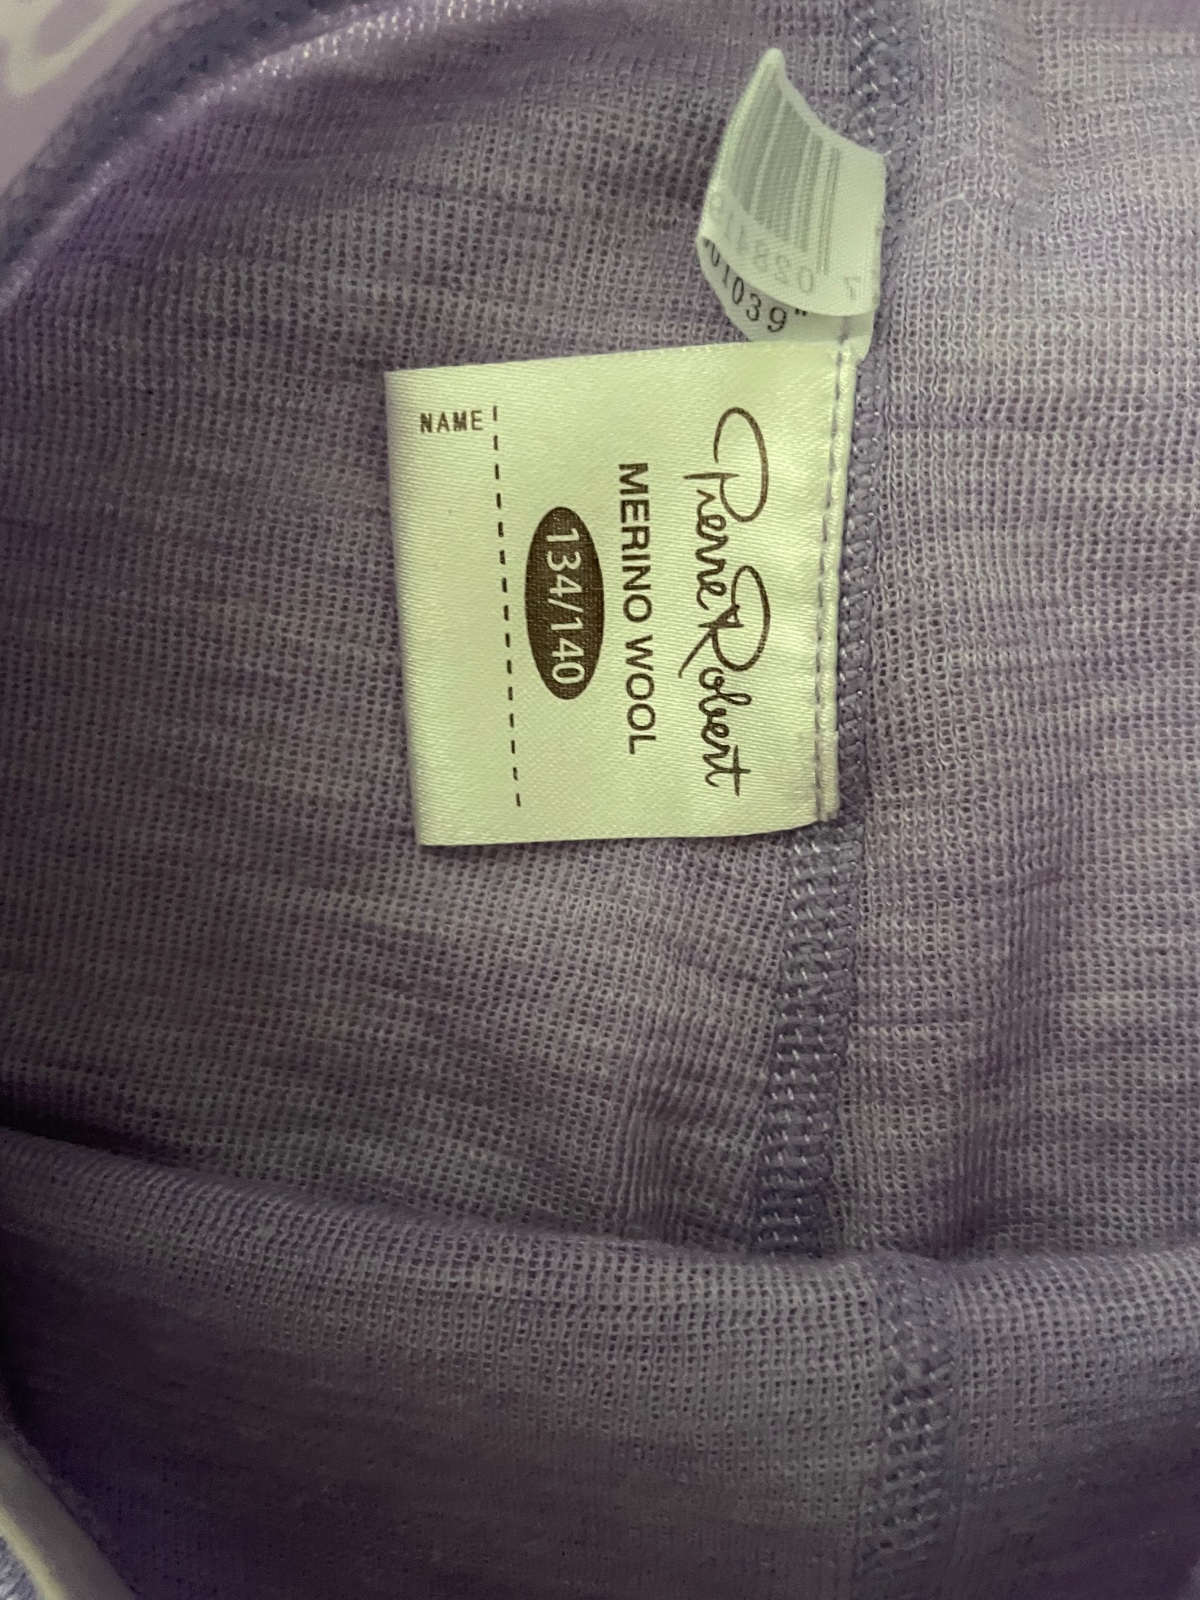 Pierre Robert
MERINO WOOL
134/140
NAME